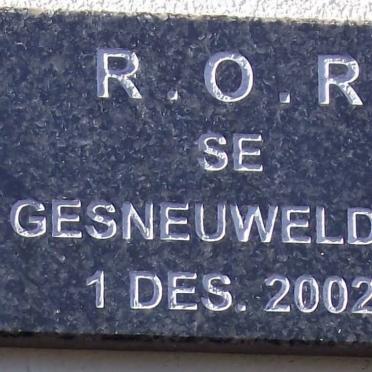 R.O.R
SE
GESNEUWELD
1 DES. 2002